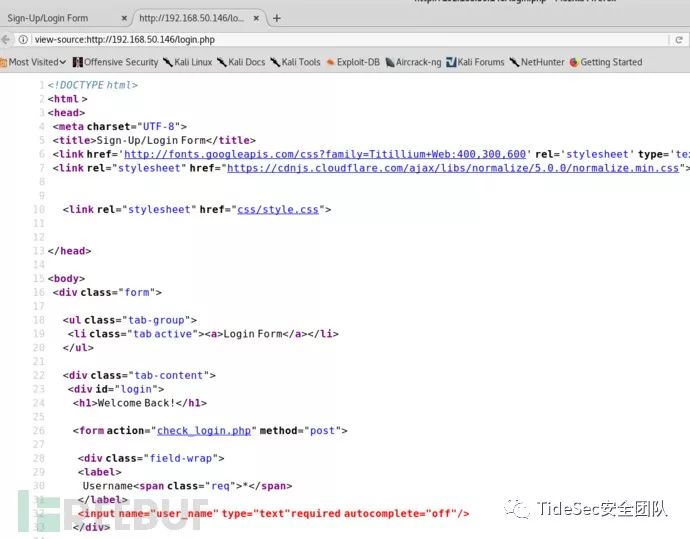 Sign-Up/Login Form × http://192.168.50.146/lo... ×
view-source:http://192.168.50.146/login.php
Most Visited Offensive Security Kali Linux Kali Docs Kali Tools Exploit-DB Aircrack-ng Kali Forums NetHunter Getting Started
1 <!DOCTYPE html>
2 <html >
3 <head>
4 <meta charset="UTF-8">
5 <title>Sign-Up/Login Form</title>
6 <link href='http://fonts.googleapis.com/css?family=Titillium+Web:400,300,600' rel='stylesheet' type='te
7 <link rel="stylesheet" href="https://cdnjs.cloudflare.com/ajax/libs/normalize/5.0.0/normalize.min.css">
8
9
10 <link rel="stylesheet" href="css/style.css">
11
12
13 </head>
14
15 <body>
16 <div class="form">
17
18 <ul class="tab-group">
19 <li class="tab active"><a>Login Form</a></li>
20 </ul>
21
22 <div class="tab-content">
23 <div id="login">
24 <h1>Welcome Back!</h1>
25
26 <form action="check_login.php" method="post">
27
28 <div class="field-wrap">
29 <label>
30 Username<span class="req">*</span>
31 </label>
32 <input name="user_name" type="text"required autocomplete="off"/>
</div>
FREEBUF
TideSec安全团队